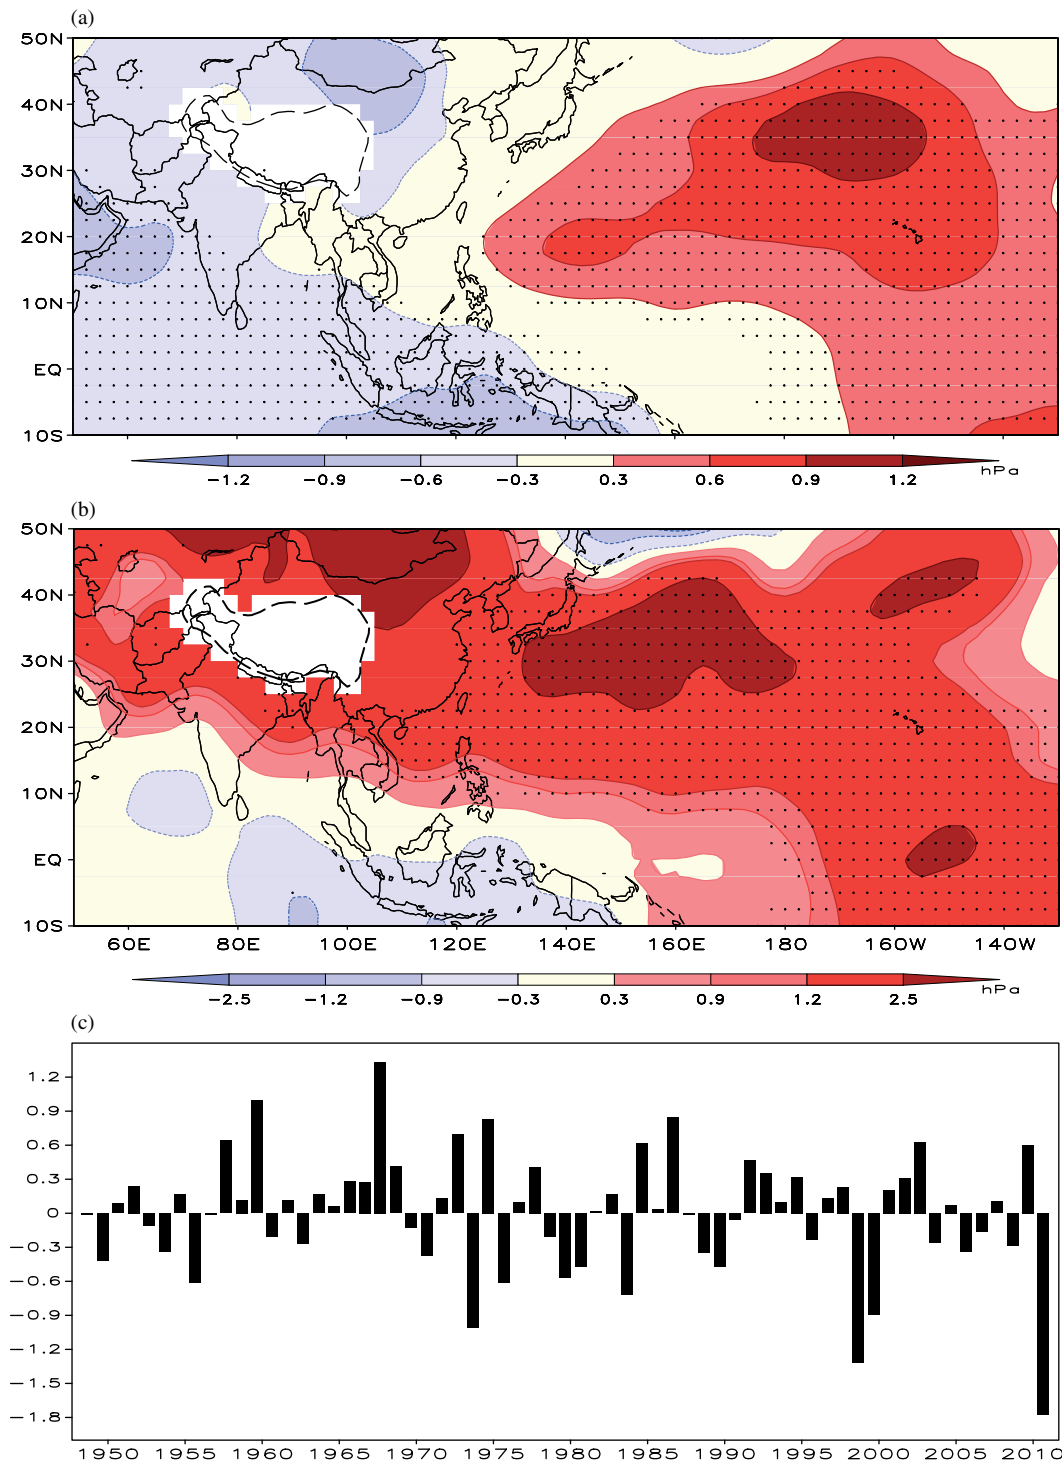 (a)
50N
40N
30N
20N
10N
EQ
10S
−1.2 −0.9 −0.6 −0.3 0.3 0.6 0.9 1.2 hPa
(b)
50N
40N
30N
20N
10N
EQ
10S
60E 80E 100E 120E 140E 160E 180 160W 140W
−2.5 −1.2 −0.9 −0.3 0.3 0.9 1.2 2.5 hPa
(c)
1.2
0.9
0.6
0.3
0
−0.3
−0.6
−0.9
−1.2
−1.5
−1.8
1950 1955 1960 1965 1970 1975 1980 1985 1990 1995 2000 2005 2010